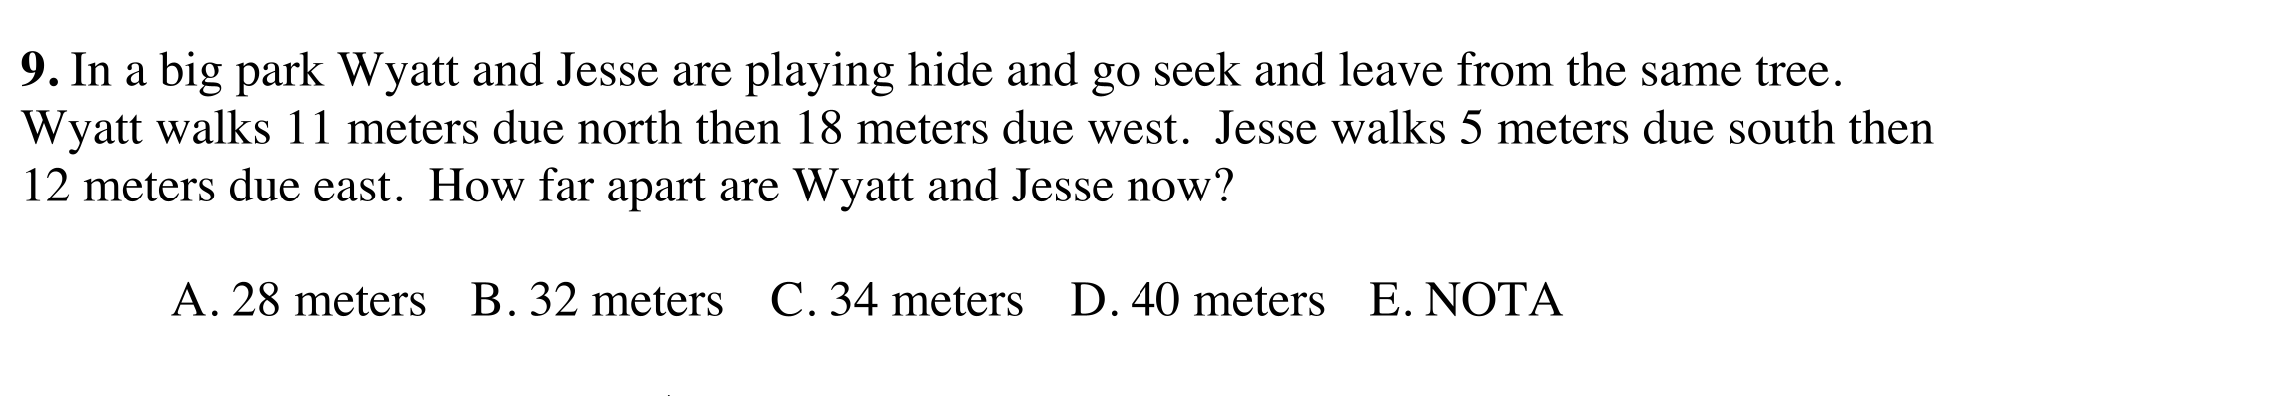 9. In a big park Wyatt and Jesse are playing hide and go seek and leave from the same tree.
Wyatt walks 11 meters due north then 18 meters due west.  Jesse walks 5 meters due south then
12 meters due east.  How far apart are Wyatt and Jesse now?
A. 28 meters   B. 32 meters   C. 34 meters   D. 40 meters   E. NOTA